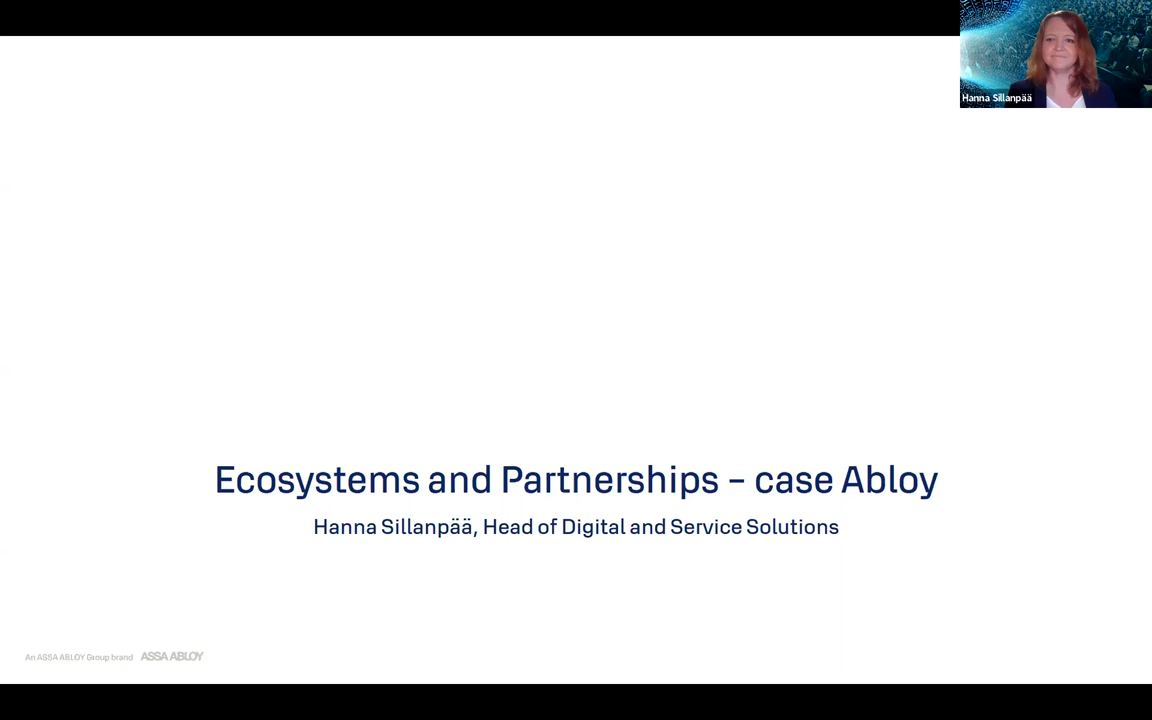 Hanna Sillanpää
Ecosystems and Partnerships – case Abloy
Hanna Sillanpää, Head of Digital and Service Solutions
An ASSA ABLOY Group brand ASSA ABLOY